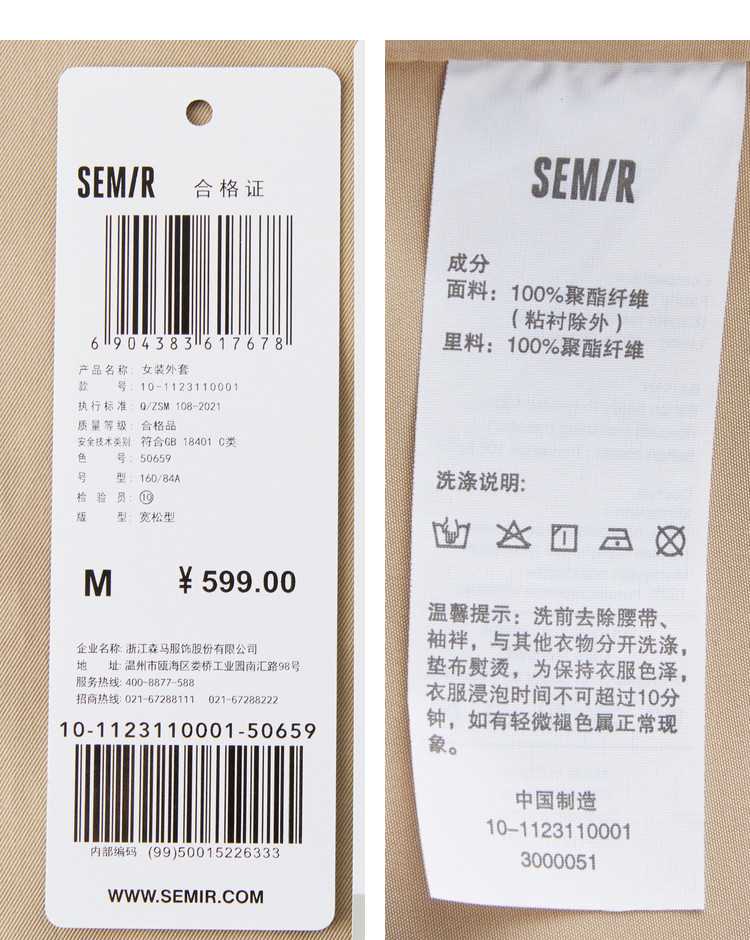 SEMIR 合格证
6 904383 617678
产品名称: 女装外套
款 号: 10-1123110001
执行标准: Q/ZSM 108-2021
质量等级: 合格品
安全技术类别: 符合GB 18401 C类
色 号: 50659
号 型: 160/84A
检 验 员: ⑩
版 型: 宽松型
M ¥ 599.00
企业名称: 浙江森马服饰股份有限公司
地 址: 温州市瓯海区娄桥工业园南汇路98号
服务热线: 400-8877-588
招商热线: 021-67288111 021-67288222
10-1123110001-50659
内部编码 (99)50015226333
WWW.SEMIR.COM
SEMIR
成分
面料: 100%聚酯纤维
(粘衬除外)
里料: 100%聚酯纤维
洗涤说明:
温馨提示: 洗前去除腰带、
袖袢, 与其他衣物分开洗涤,
垫布熨烫, 为保持衣服色泽,
衣服浸泡时间不可超过10分
钟, 如有轻微褪色属正常现
象。
中国制造
10-1123110001
3000051